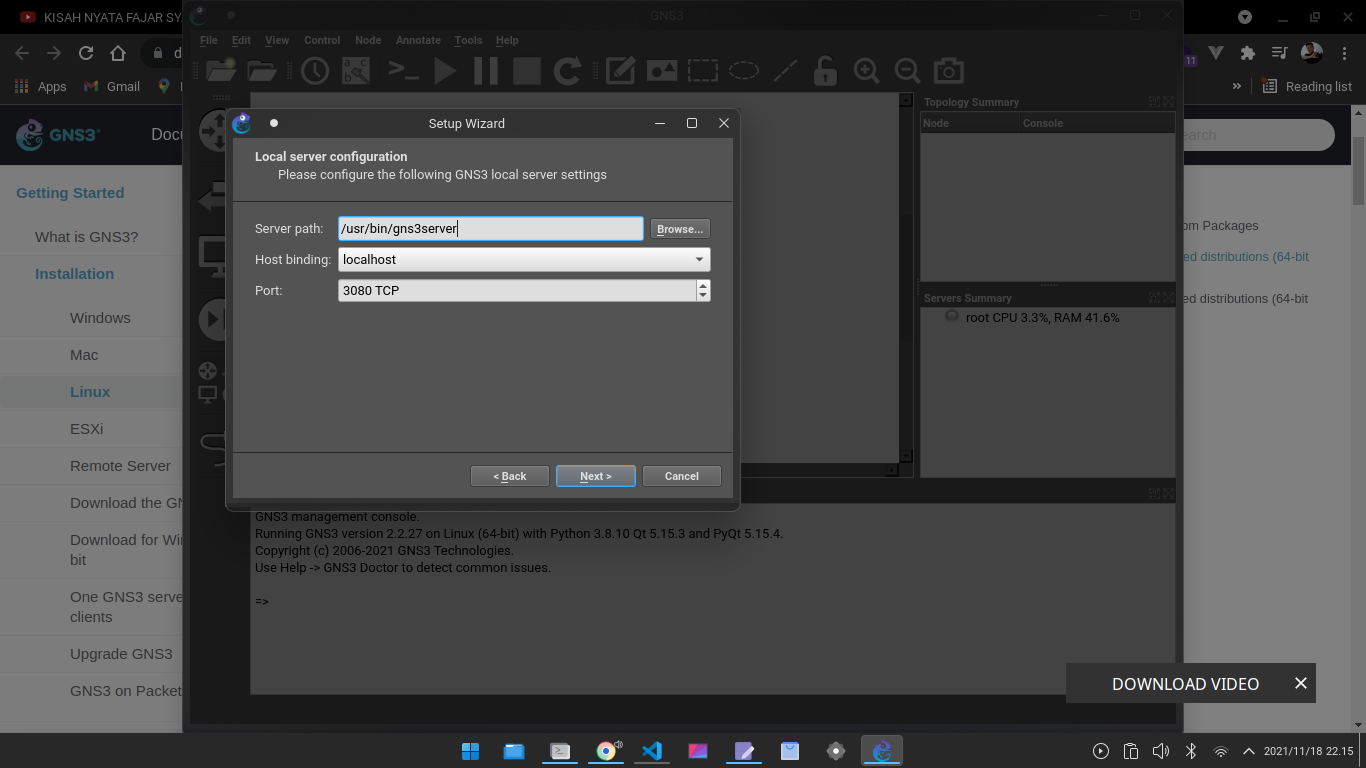 KISAH NYATA FAJAR SY
GNS3
File Edit View Control Node Annotate Tools Help
11
Apps
Gmail
Reading list
GNS3
Docu
earch
Getting Started
What is GNS3?
Installation
Windows
Mac
Linux
ESXi
Remote Server
Download the GN
Download for Win
bit
One GNS3 serve
clients
Upgrade GNS3
GNS3 on Packet
Setup Wizard
Local server configuration
Please configure the following GNS3 local server settings
Server path: /usr/bin/gns3server Browse...
Host binding: localhost
Port: 3080 TCP
< Back Next > Cancel
Topology Summary
Node Console
Servers Summary
root CPU 3.3%, RAM 41.6%
om Packages
ed distributions (64-bit
ed distributions (64-bit
GNS3 management console.
Running GNS3 version 2.2.27 on Linux (64-bit) with Python 3.8.10 Qt 5.15.3 and PyQt 5.15.4.
Copyright (c) 2006-2021 GNS3 Technologies.
Use Help -> GNS3 Doctor to detect common issues.
=>
DOWNLOAD VIDEO
2021/11/18 22.15